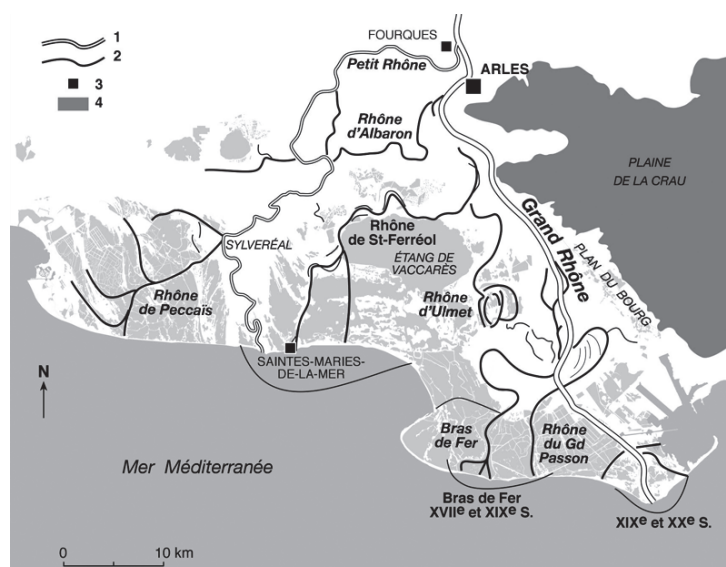 1
2
3
4
FOURQUES
Petit Rhône
ARLES
Rhône
d'Albaron
PLAINE
DE LA CRAU
Grand Rhône
PLAN DU BOURG
SYLVERÉAL
Rhône
de St-Ferréol
ÉTANG DE
VACCARÈS
Rhône
d'Ulmet
Rhône
de Peccaïs
SAINTES-MARIES-
DE-LA-MER
N
Bras
de Fer
Rhône
du Gd
Passon
Mer Méditerranée
Bras de Fer
XVIIe et XIXe S.
XIXe et XXe S.
0 10 km